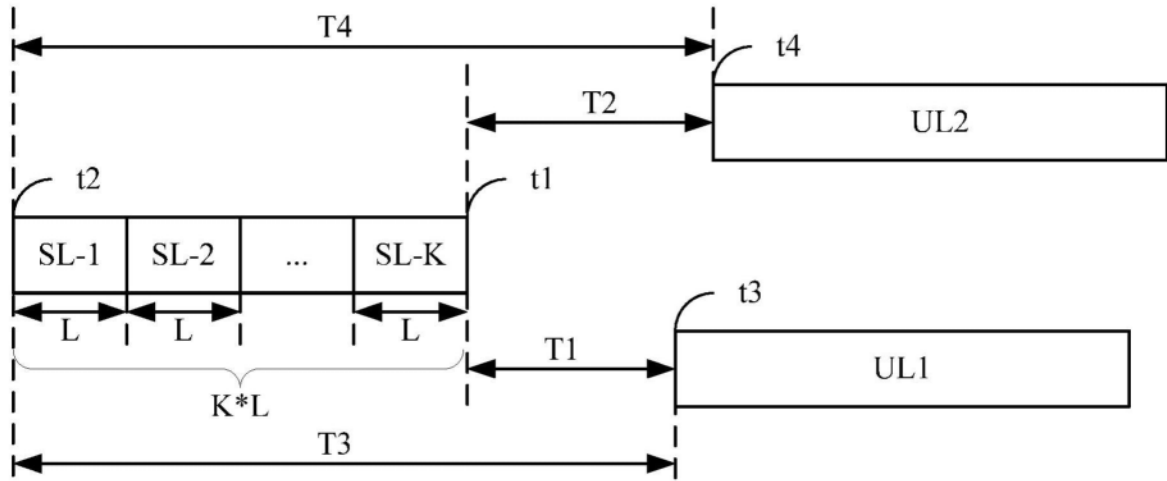 T4
t4
T2
UL2
t2
t1
SL-1 SL-2 ... SL-K
t3
L L L
T1
UL1
K*L
T3